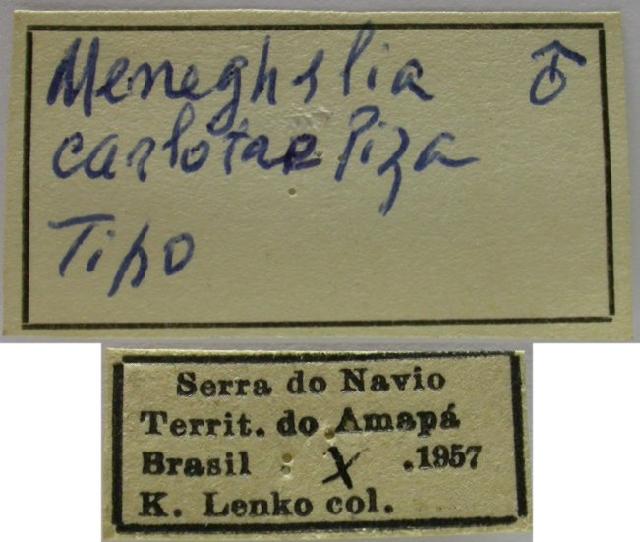 Meneghelia ♂
carlotae Piza
Tipo
Serra do Navio
Territ. do Amapá
Brasil : X .1957
K. Lenko col.